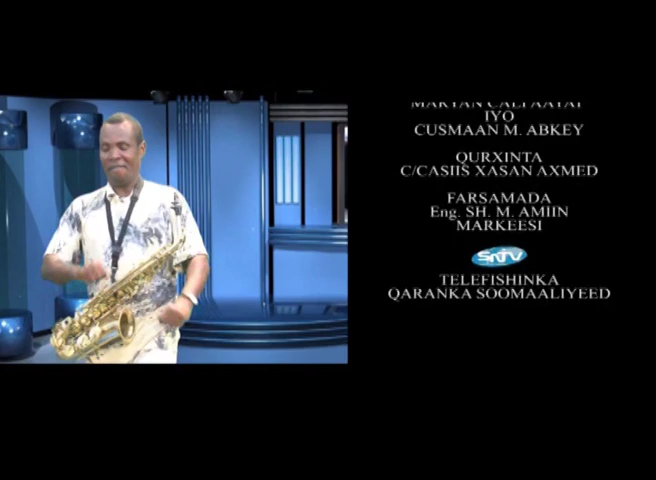 IYO
CUSMAAN M. ABKEY
QURXINTA
C/CASIIS XASAN AXMED
FARSAMADA
Eng. SH. M. AMIIN
MARKEESI
SNTV
TELEFISHINKA
QARANKA SOOMAALIYEED